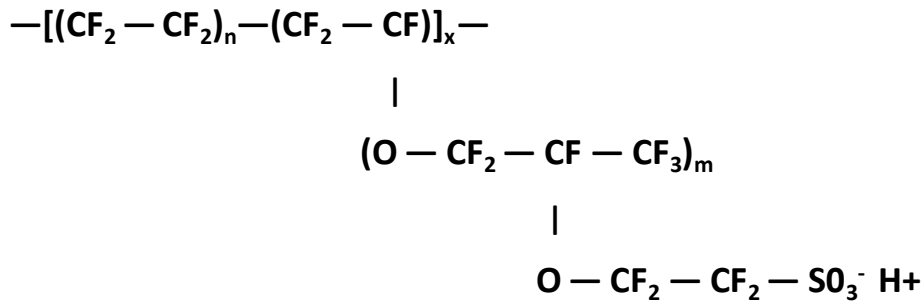 —[(CF₂ — CF₂)ₙ—(CF₂ — CF)]ₓ—
|
(O — CF₂ — CF — CF₃)ₘ
|
O — CF₂ — CF₂ — S0₃⁻ H+